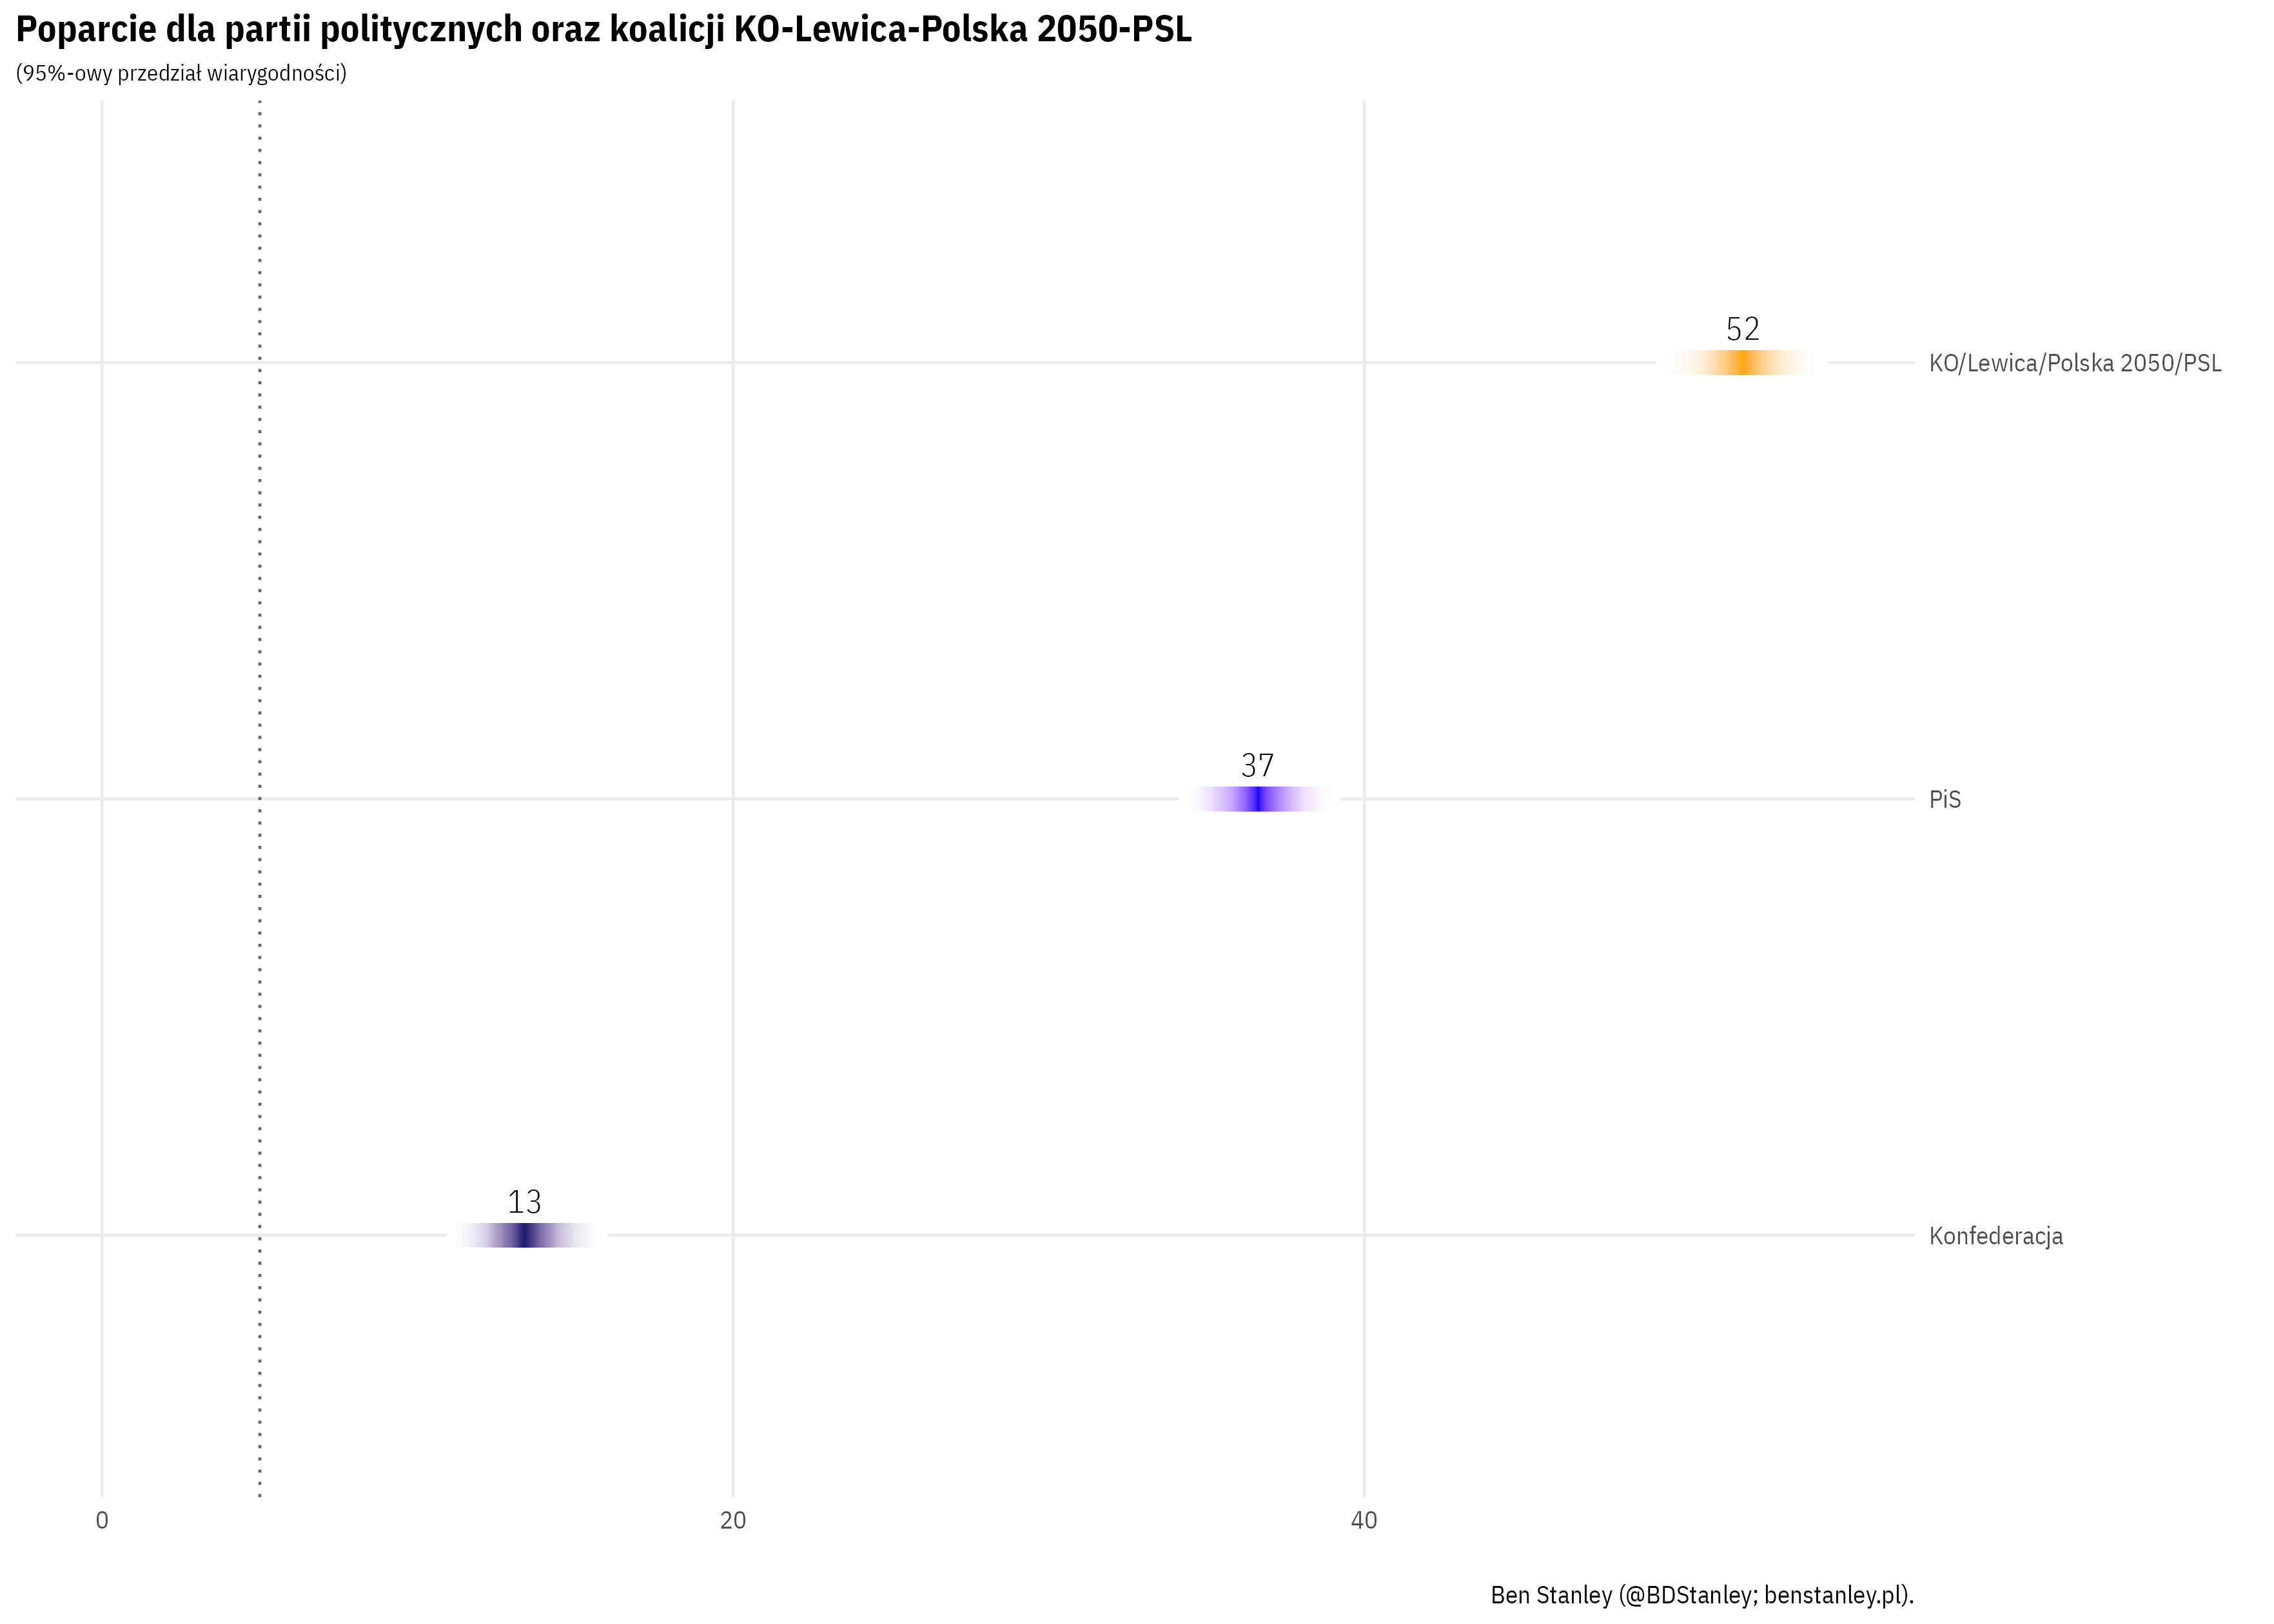 Poparcie dla partii politycznych oraz koalicji KO-Lewica-Polska 2050-PSL
(95%-owy przedział wiarygodności)
52
KO/Lewica/Polska 2050/PSL
37
PiS
13
Konfederacja
0 20 40
Ben Stanley (@BDStanley; benstanley.pl).